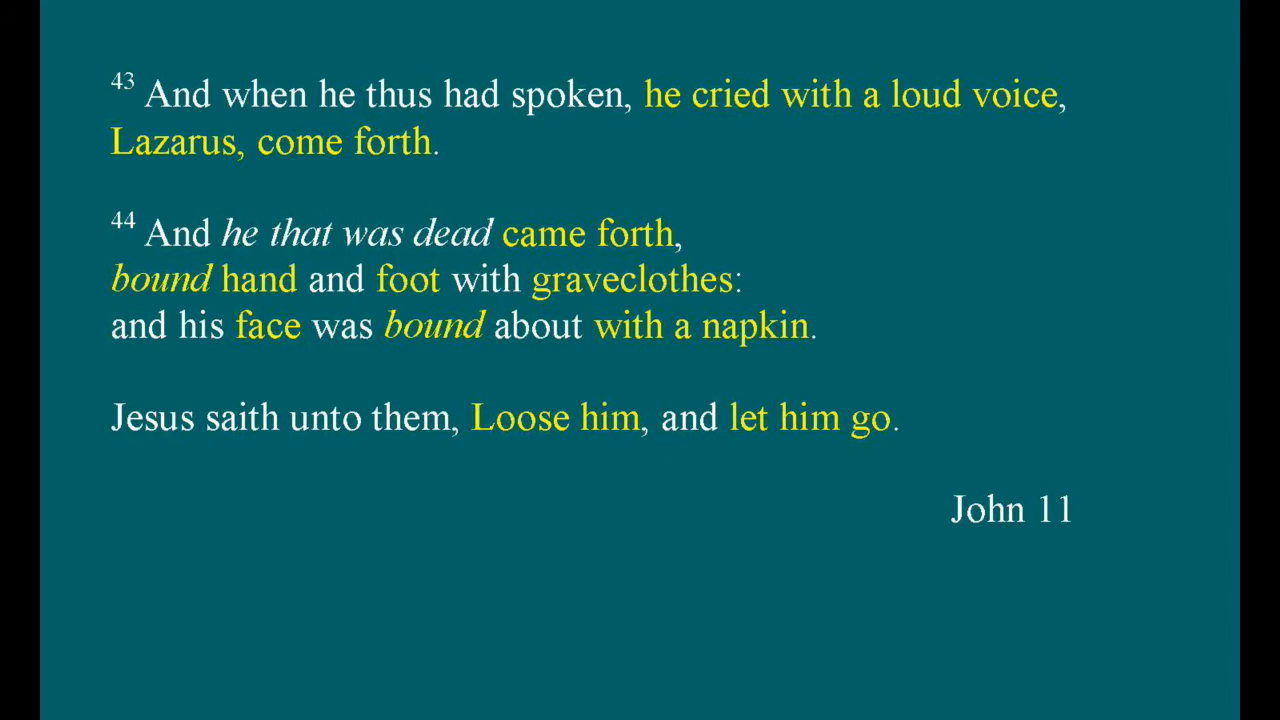 43 And when he thus had spoken, he cried with a loud voice,
Lazarus, come forth.
44 And he that was dead came forth,
bound hand and foot with graveclothes:
and his face was bound about with a napkin.
Jesus saith unto them, Loose him, and let him go.
John 11